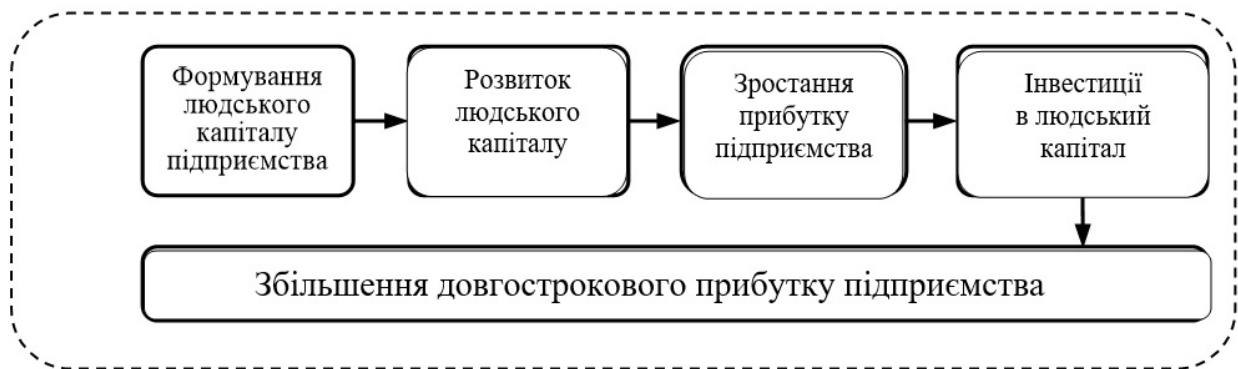 Формування
людського
капіталу
підприємства
Розвиток
людського
капіталу
Зростання
прибутку
підприємства
Інвестиції
в людський
капітал
Збільшення довгострокового прибутку підприємства